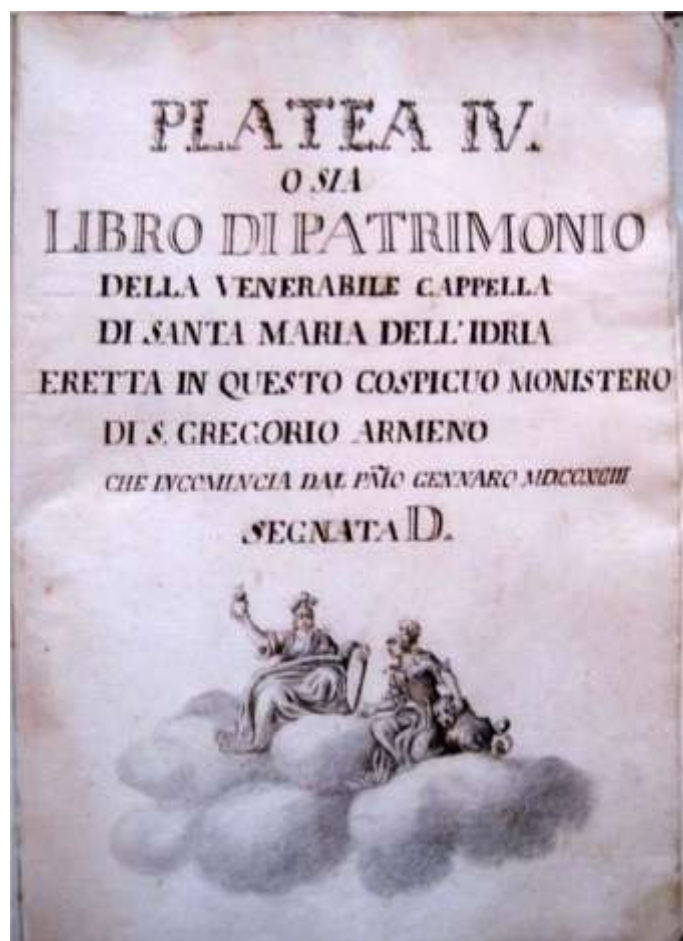 PLATEA IV.
O SIA
LIBRO DI PATRIMONIO
DELLA VENERABILE CAPPELLA
DI SANTA MARIA DELL'IDRIA
ERETTA IN QUESTO COSPICUO MONISTERO
DI S. GREGORIO ARMENO
CHE INCOMINCIA DAL P̃MO GENNARO MDCCXCIII
SEGNATA D.